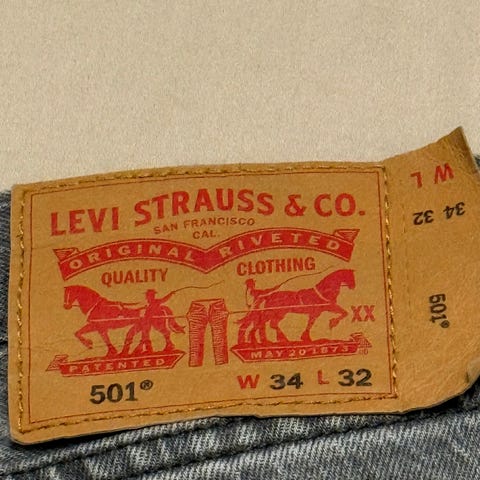 LEVI STRAUSS & CO.
SAN FRANCISCO
CAL.
ORIGINAL RIVETED
QUALITY CLOTHING
XX
PATENTED MAY 20 1873
501® W 34 L 32
W L
34 32
501®